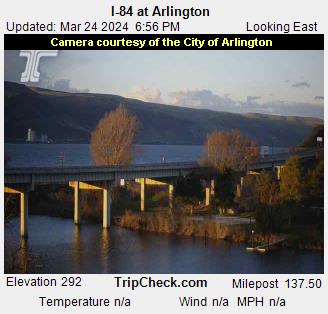 I-84 at Arlington
Updated: Mar 24 2024 6:56 PM Looking East
Camera courtesy of the City of Arlington
Elevation 292 TripCheck.com Milepost 137.50
Temperature n/a Wind n/a MPH n/a